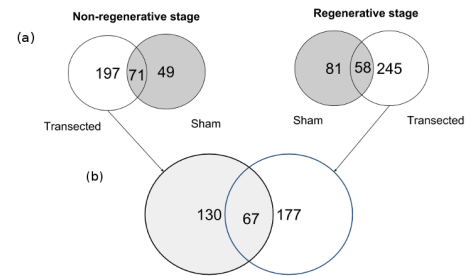 Non-regenerative stage Regenerative stage
(a)
197 71 49 81 58 245
Transected Sham Sham Transected
(b)
130 67 177